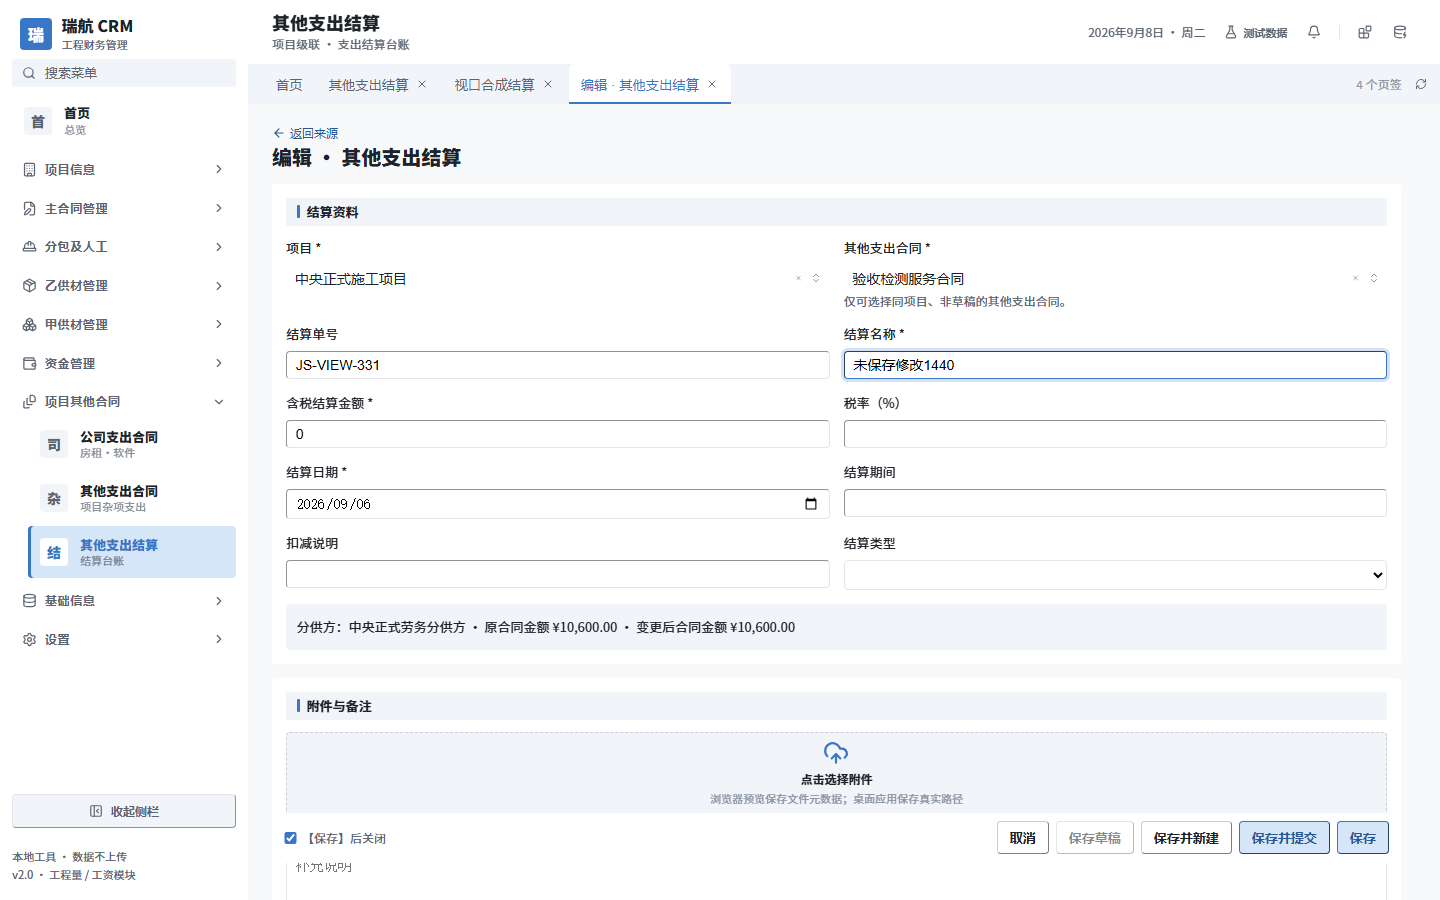 瑞
瑞航 CRM
工程财务管理
搜索菜单
首
首页
总览
项目信息
主合同管理
分包及人工
乙供材管理
甲供材管理
资金管理
项目其他合同
司
公司支出合同
房租・软件
杂
其他支出合同
项目杂项支出
结
其他支出结算
结算台账
基础信息
设置
收起侧栏
本地工具 · 数据不上传
v2.0 · 工程量 / 工资模块
其他支出结算
项目级联 · 支出结算台账
2026年9月8日 · 周二
测试数据
首页
其他支出结算
视口合成结算
编辑 · 其他支出结算
4 个页签
返回来源
编辑 · 其他支出结算
结算资料
项目 *
其他支出合同 *
中央正式施工项目
验收检测服务合同
仅可选择同项目、非草稿的其他支出合同。
结算单号
结算名称 *
JS-VIEW-331
未保存修改1440
含税结算金额 *
税率（%）
0
结算日期 *
结算期间
2026/09/06
扣减说明
结算类型
分供方：中央正式劳务分供方 · 原合同金额 ¥10,600.00 · 变更后合同金额 ¥10,600.00
附件与备注
点击选择附件
浏览器预览保存文件元数据；桌面应用保存真实路径
【保存】后关闭
取消
保存草稿
保存并新建
保存并提交
保存
补充说明